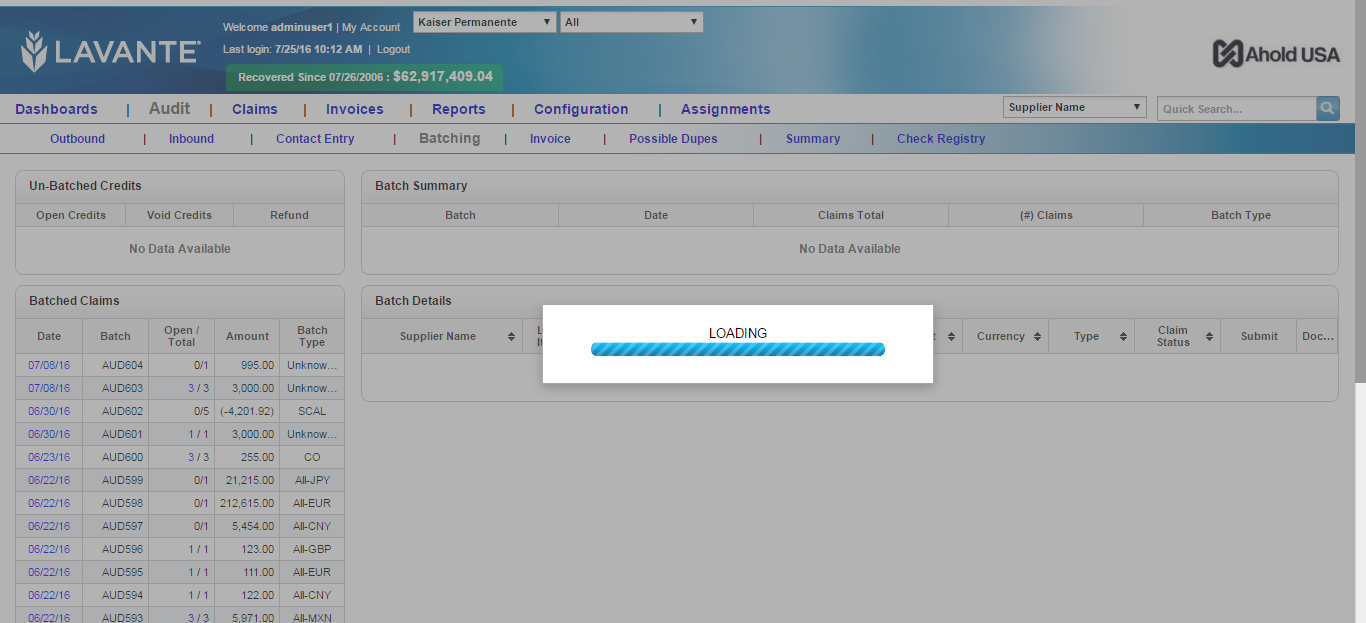 Welcome adminuser1 | My Account
Kaiser Permanente
All
LAVANTE
Last login: 7/25/16 10:12 AM | Logout
Recovered Since 07/26/2006 : $62,917,409.04
Ahold USA
Dashboards | Audit | Claims | Invoices | Reports | Configuration | Assignments
Supplier Name
Quick Search...
Outbound | Inbound | Contact Entry | Batching | Invoice | Possible Dupes | Summary | Check Registry
Un-Batched Credits
Open Credits Void Credits Refund
No Data Available
Batch Summary
Batch Date Claims Total (#) Claims Batch Type
No Data Available
Batched Claims
Date Batch Open / Total Amount Batch Type
07/08/16 AUD604 0/1 995.00 Unknow...
07/08/16 AUD603 3 / 3 3,000.00 Unknow...
06/30/16 AUD602 0/5 (-4,201.92) SCAL
06/30/16 AUD601 1 / 1 3,000.00 Unknow...
06/23/16 AUD600 3 / 3 255.00 CO
06/22/16 AUD599 0/1 21,215.00 All-JPY
06/22/16 AUD598 0/1 212,615.00 All-EUR
06/22/16 AUD597 0/1 5,454.00 All-CNY
06/22/16 AUD596 1 / 1 123.00 All-GBP
06/22/16 AUD595 1 / 1 111.00 All-EUR
06/22/16 AUD594 1 / 1 122.00 All-CNY
06/22/16 AUD593 3 / 3 5,971.00 All-MXN
Batch Details
Supplier Name Currency Type Claim Status Submit Doc...
LOADING